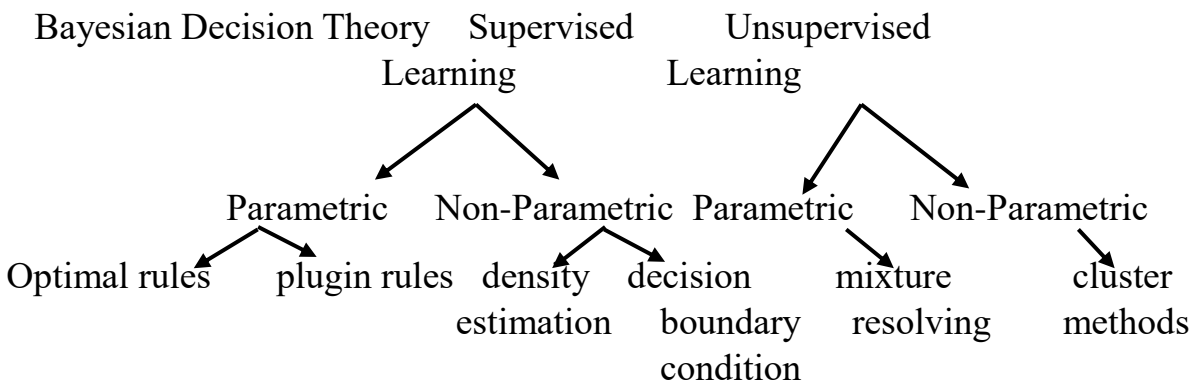 Bayesian Decision Theory Supervised Unsupervised
Learning Learning
Parametric Non-Parametric Parametric Non-Parametric
Optimal rules plugin rules density decision mixture cluster
estimation boundary resolving methods
condition